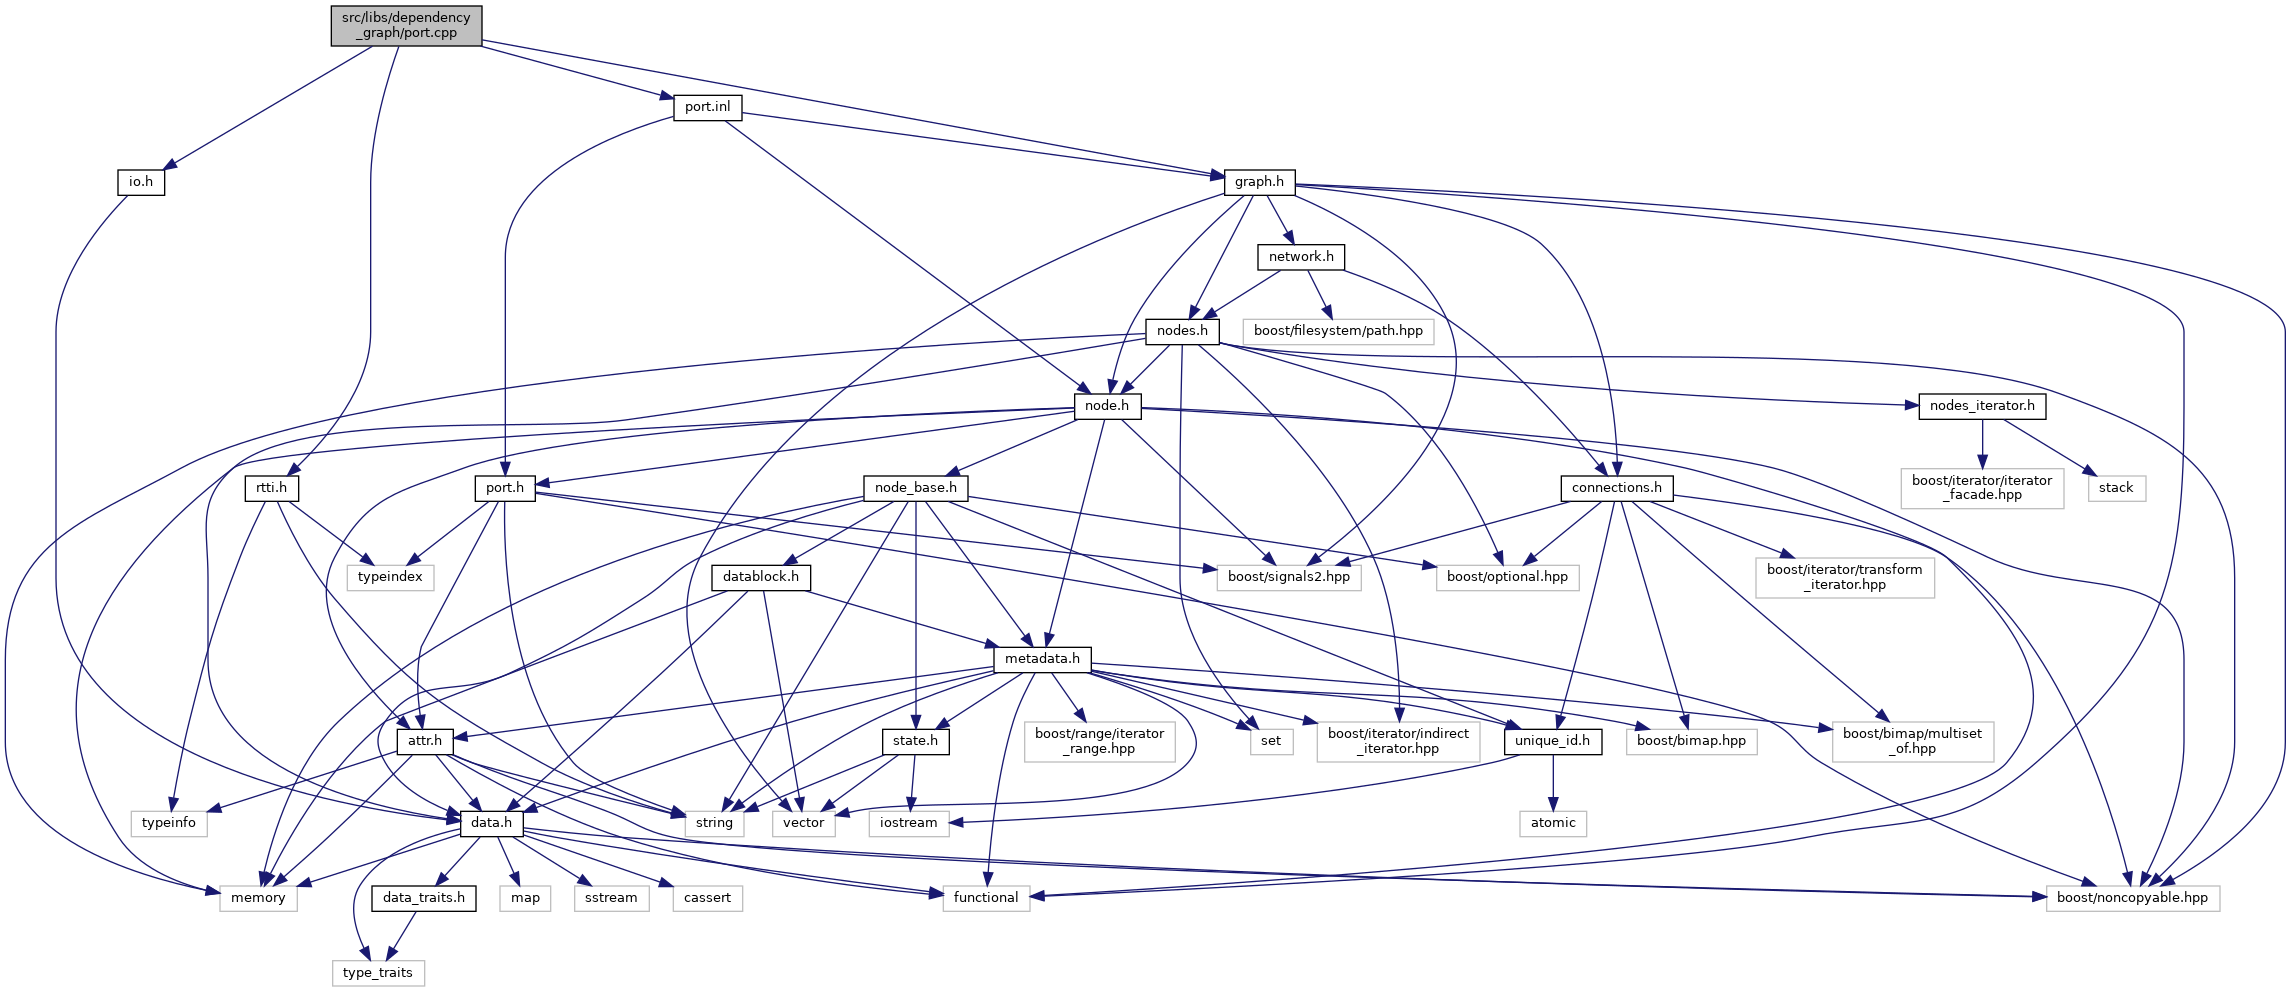 src/libs/dependency
_graph/port.cpp
port.inl
io.h
graph.h
network.h
nodes.h
boost/filesystem/path.hpp
node.h
nodes_iterator.h
rtti.h
port.h
node_base.h
connections.h
boost/iterator/iterator
_facade.hpp
stack
typeindex
datablock.h
boost/signals2.hpp
boost/optional.hpp
boost/iterator/transform
_iterator.hpp
metadata.h
attr.h
state.h
boost/range/iterator
_range.hpp
set
boost/iterator/indirect
_iterator.hpp
unique_id.h
boost/bimap.hpp
boost/bimap/multiset
_of.hpp
typeinfo
data.h
string
vector
iostream
atomic
memory
data_traits.h
map
sstream
cassert
functional
boost/noncopyable.hpp
type_traits